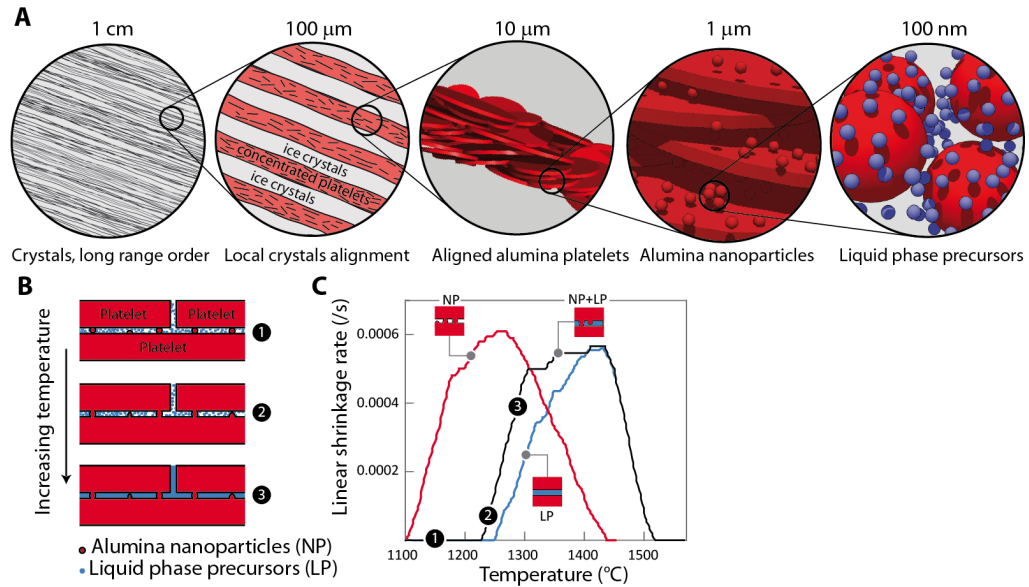 A
1 cm
100 μm
10 μm
1 μm
100 nm
ice crystals
concentrated platelets
ice crystals
Crystals, long range order
Local crystals alignment
Aligned alumina platelets
Alumina nanoparticles
Liquid phase precursors
B
Increasing temperature
Platelet
Platelet
Platelet
1
2
3
Alumina nanoparticles (NP)
Liquid phase precursors (LP)
C
Linear shrinkage rate (/s)
0.0006
0.0004
0.0002
NP
NP+LP
LP
1
2
3
1100
1200
1300
1400
1500
Temperature (°C)